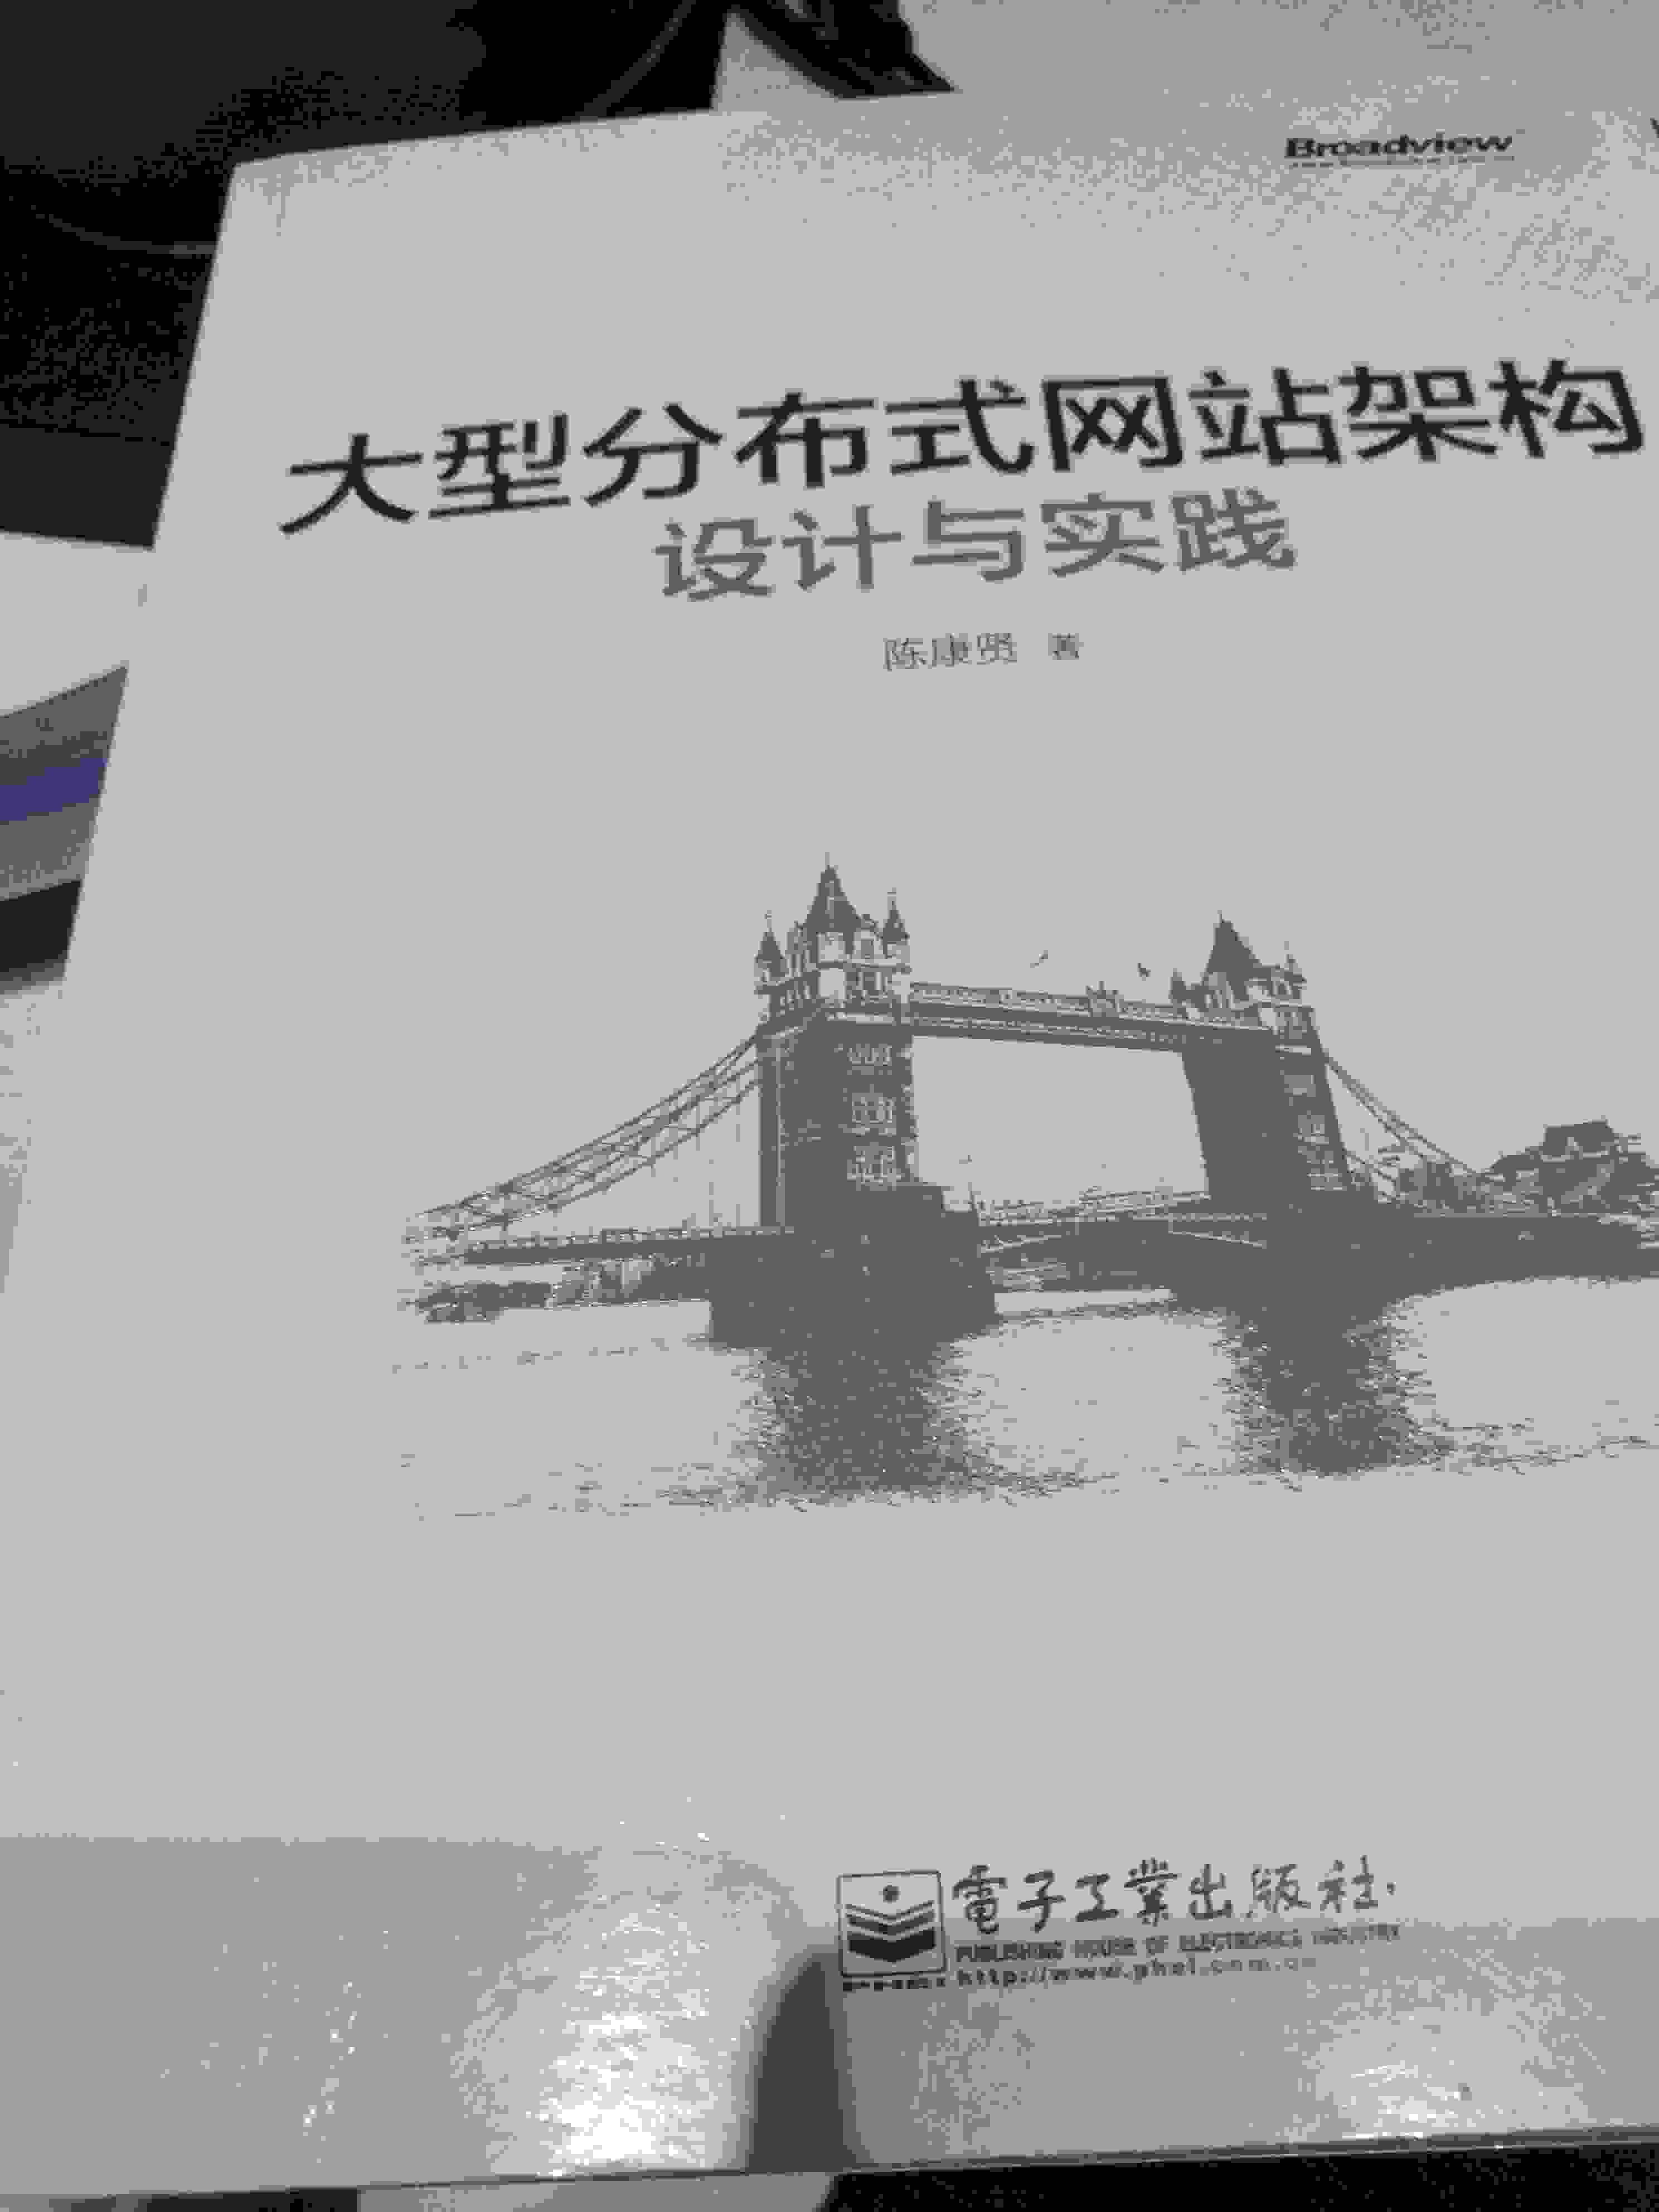 Broadview
大型分布式网站架构
设计与实践
陈康贤 著
電子工業出版社
PUBLISHING HOUSE OF ELECTRONICS INDUSTRY
http://www.phei.com.cn